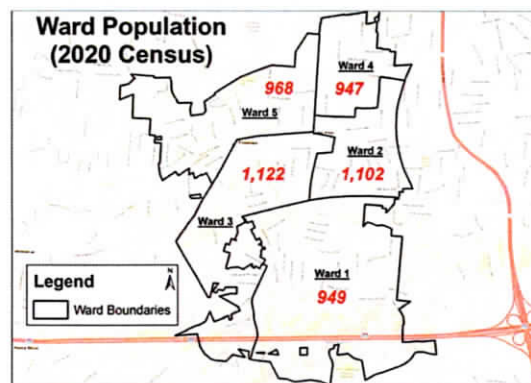 Ward Population
(2020 Census)
Ward 4
968
947
Ward 5
Ward 2
1,122
1,102
Ward 3
Ward 1
949
N
Legend
Ward Boundaries